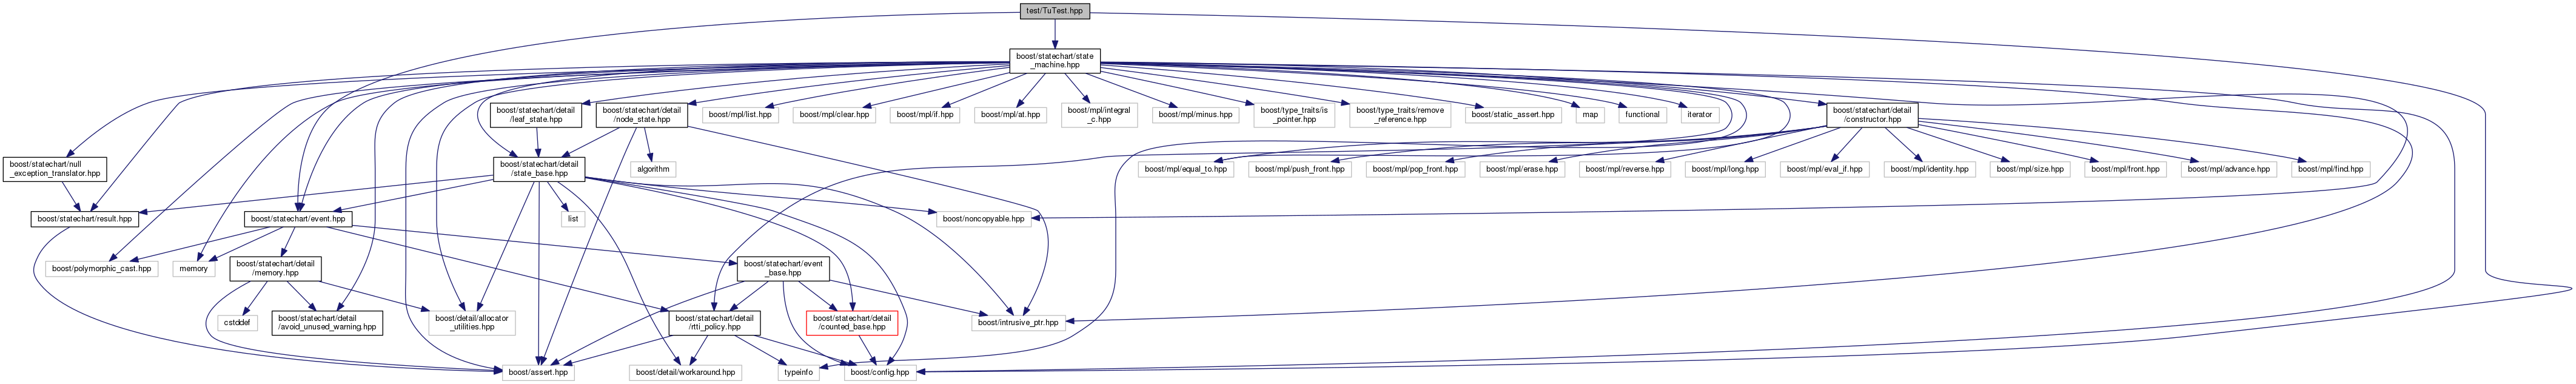 test/TuTest.hpp
boost/statechart/state
_machine.hpp
boost/statechart/detail
/leaf_state.hpp
boost/statechart/detail
/node_state.hpp
boost/mpl/list.hpp
boost/mpl/clear.hpp
boost/mpl/if.hpp
boost/mpl/at.hpp
boost/mpl/integral
_c.hpp
boost/mpl/minus.hpp
boost/type_traits/is
_pointer.hpp
boost/type_traits/remove
_reference.hpp
boost/static_assert.hpp
map
functional
iterator
boost/statechart/detail
/constructor.hpp
boost/statechart/null
_exception_translator.hpp
boost/statechart/detail
/state_base.hpp
algorithm
boost/mpl/equal_to.hpp
boost/mpl/push_front.hpp
boost/mpl/pop_front.hpp
boost/mpl/erase.hpp
boost/mpl/reverse.hpp
boost/mpl/long.hpp
boost/mpl/eval_if.hpp
boost/mpl/identity.hpp
boost/mpl/size.hpp
boost/mpl/front.hpp
boost/mpl/advance.hpp
boost/mpl/find.hpp
boost/statechart/result.hpp
boost/statechart/event.hpp
list
boost/noncopyable.hpp
boost/polymorphic_cast.hpp
memory
boost/statechart/detail
/memory.hpp
boost/statechart/event
_base.hpp
cstddef
boost/statechart/detail
/avoid_unused_warning.hpp
boost/detail/allocator
_utilities.hpp
boost/statechart/detail
/rtti_policy.hpp
boost/statechart/detail
/counted_base.hpp
boost/intrusive_ptr.hpp
boost/assert.hpp
boost/detail/workaround.hpp
typeinfo
boost/config.hpp